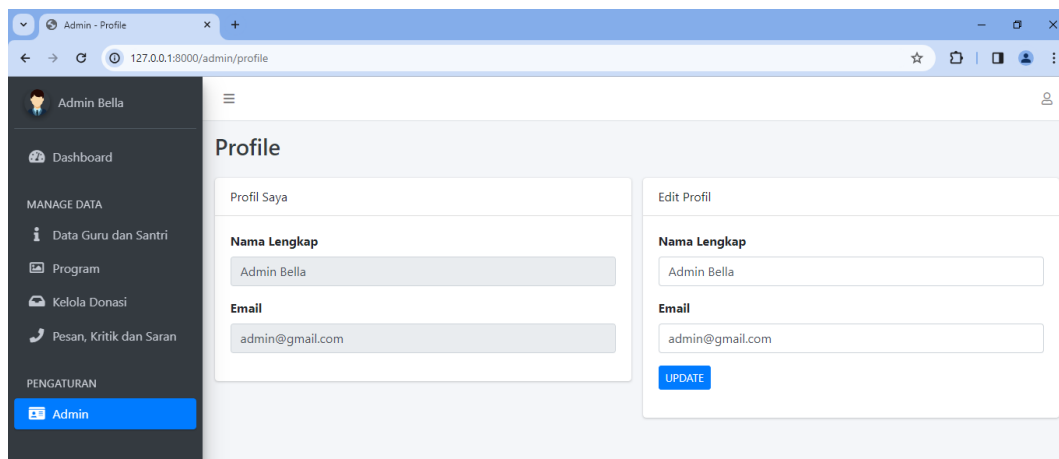 Admin - Profile
127.0.0.1:8000/admin/profile
Admin Bella
Dashboard
MANAGE DATA
Data Guru dan Santri
Program
Kelola Donasi
Pesan, Kritik dan Saran
PENGATURAN
Admin
Profile
Profil Saya
Nama Lengkap
Admin Bella
Email
admin@gmail.com
Edit Profil
Nama Lengkap
Admin Bella
Email
admin@gmail.com
UPDATE